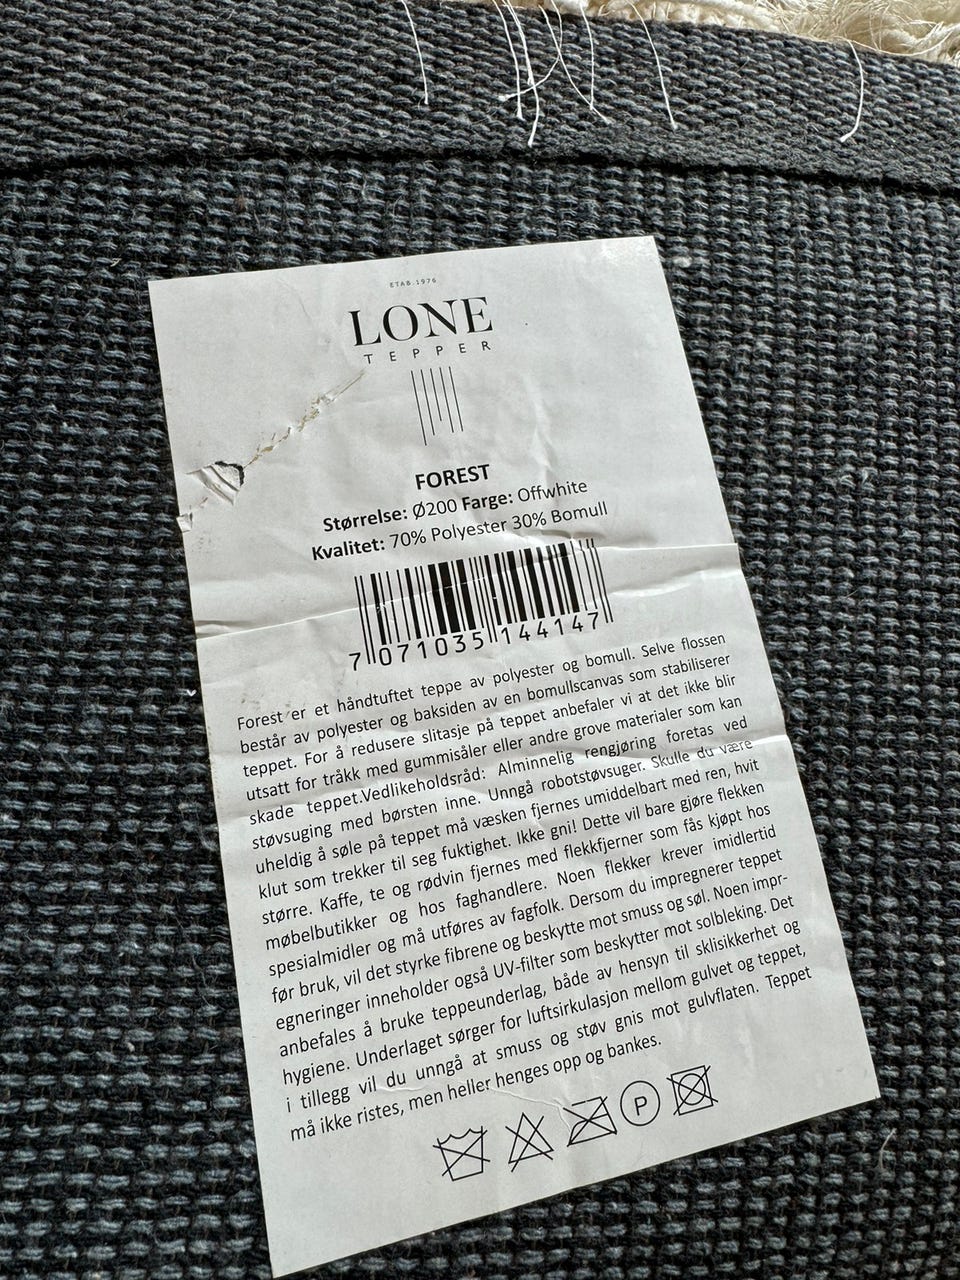 ETAB.1976
LONE
TEPPER
FOREST
Størrelse: Ø200 Farge: Offwhite
Kvalitet: 70% Polyester 30% Bomull
7 071035 144147
Forest er et håndtuftet teppe av polyester og bomull. Selve flossen
består av polyester og baksiden av en bomullscanvas som stabiliserer
teppet. For å redusere slitasje på teppet anbefaler vi at det ikke blir
utsatt for tråkk med gummisåler eller andre grove materialer som kan
skade teppet.Vedlikeholdsråd: Alminnelig rengjøring foretas ved
støvsuging med børsten inne. Unngå robotstøvsuger. Skulle du være
uheldig å søle på teppet må væsken fjernes umiddelbart med ren, hvit
klut som trekker til seg fuktighet. Ikke gni! Dette vil bare gjøre flekken
større. Kaffe, te og rødvin fjernes med flekkfjerner som fås kjøpt hos
møbelbutikker og hos faghandlere. Noen flekker krever imidlertid
spesialmidler og må utføres av fagfolk. Dersom du impregnerer teppet
før bruk, vil det styrke fibrene og beskytte mot smuss og søl. Noen impr-
egneringer inneholder også UV-filter som beskytter mot solbleking. Det
anbefales å bruke teppeunderlag, både av hensyn til sklisikkerhet og
hygiene. Underlaget sørger for luftsirkulasjon mellom gulvet og teppet,
i tillegg vil du unngå at smuss og støv gnis mot gulvflaten. Teppet
må ikke ristes, men heller henges opp og bankes.
P